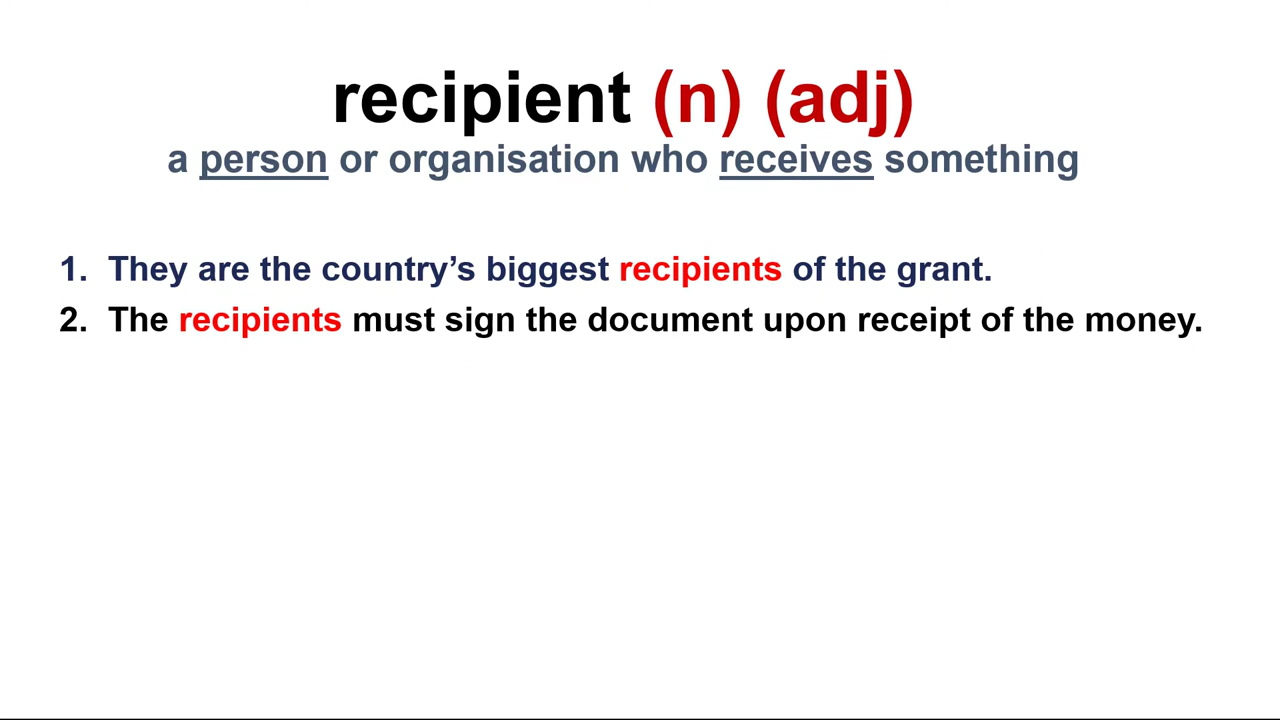 recipient (n) (adj)
a person or organisation who receives something
1. They are the country’s biggest recipients of the grant.
2. The recipients must sign the document upon receipt of the money.